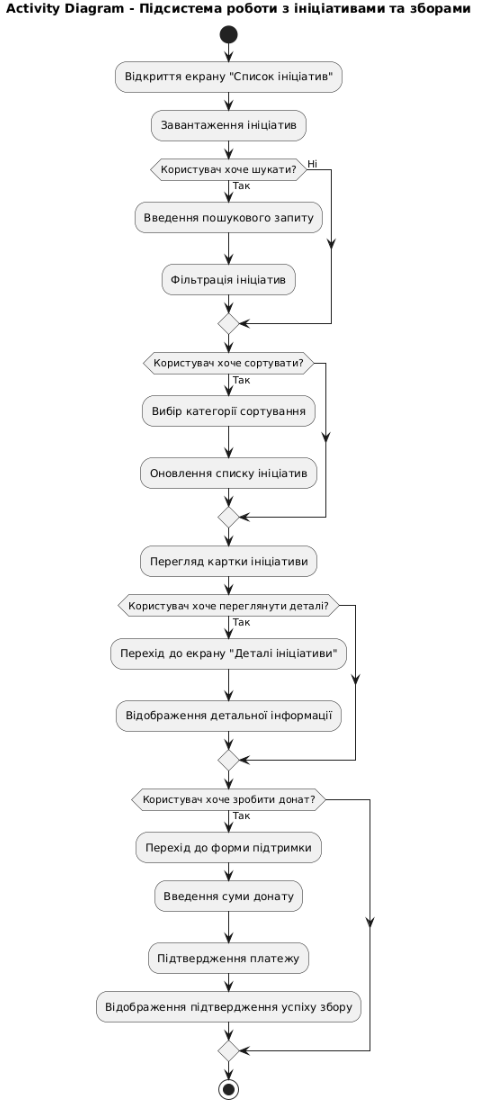 Activity Diagram - Підсистема роботи з ініціативами та зборами
Відкриття екрану "Список ініціатив"
Завантаження ініціатив
Користувач хоче шукати?
Ні
Так
Введення пошукового запиту
Фільтрація ініціатив
Користувач хоче сортувати?
Так
Вибір категорії сортування
Оновлення списку ініціатив
Перегляд картки ініціативи
Користувач хоче переглянути деталі?
Так
Перехід до екрану "Деталі ініціативи"
Відображення детальної інформації
Користувач хоче зробити донат?
Так
Перехід до форми підтримки
Введення суми донату
Підтвердження платежу
Відображення підтвердження успіху збору